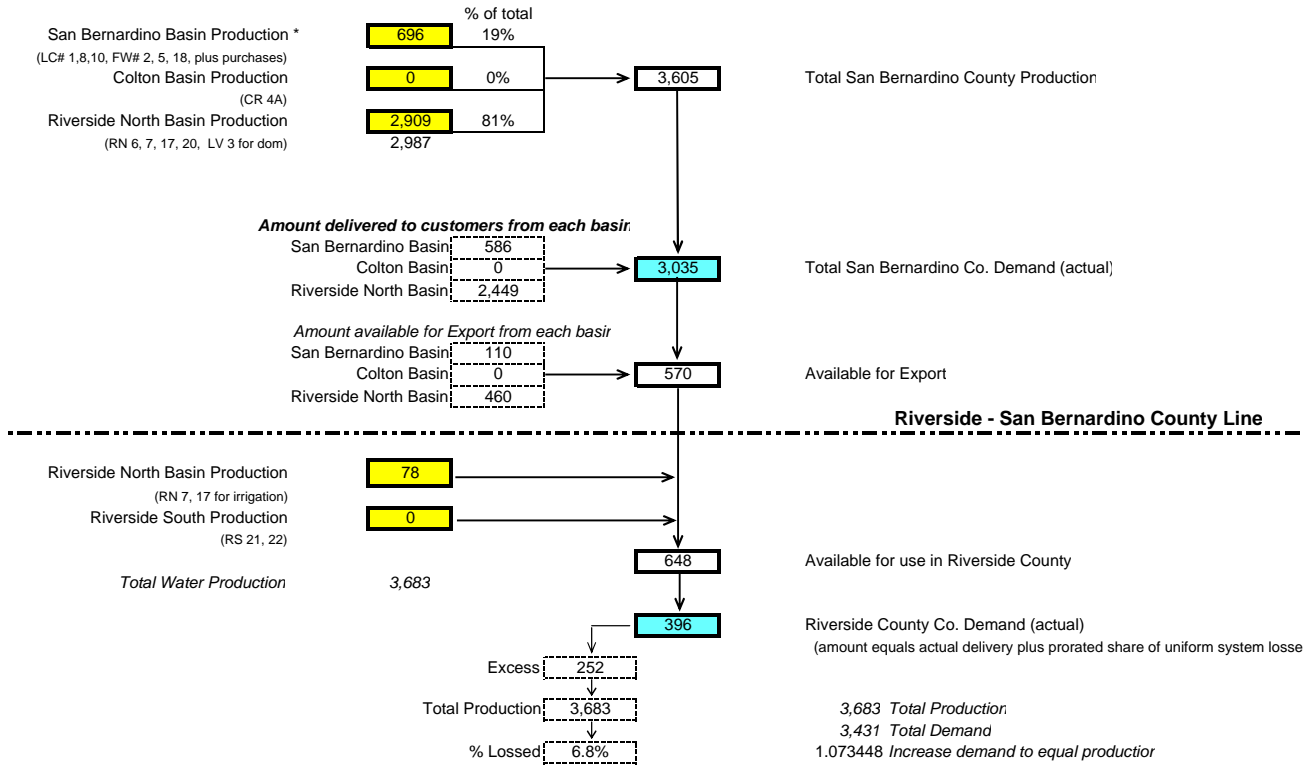 % of total
San Bernardino Basin Production * 696 19%
(LC# 1,8,10, FW# 2, 5, 18, plus purchases)
Colton Basin Production 0 0% 3,605 Total San Bernardino County Production
(CR 4A)
Riverside North Basin Production 2,909 81%
(RN 6, 7, 17, 20, LV 3 for dom) 2,987
Amount delivered to customers from each basin
San Bernardino Basin 586
Colton Basin 0 3,035 Total San Bernardino Co. Demand (actual)
Riverside North Basin 2,449
Amount available for Export from each basin
San Bernardino Basin 110
Colton Basin 0 570 Available for Export
Riverside North Basin 460
Riverside - San Bernardino County Line
Riverside North Basin Production 78
(RN 7, 17 for irrigation)
Riverside South Production 0
(RS 21, 22)
648 Available for use in Riverside County
Total Water Production 3,683
396 Riverside County Co. Demand (actual)
(amount equals actual delivery plus prorated share of uniform system losse
Excess 252
Total Production 3,683 3,683 Total Production
3,431 Total Demand
% Lossed 6.8% 1.073448 Increase demand to equal production